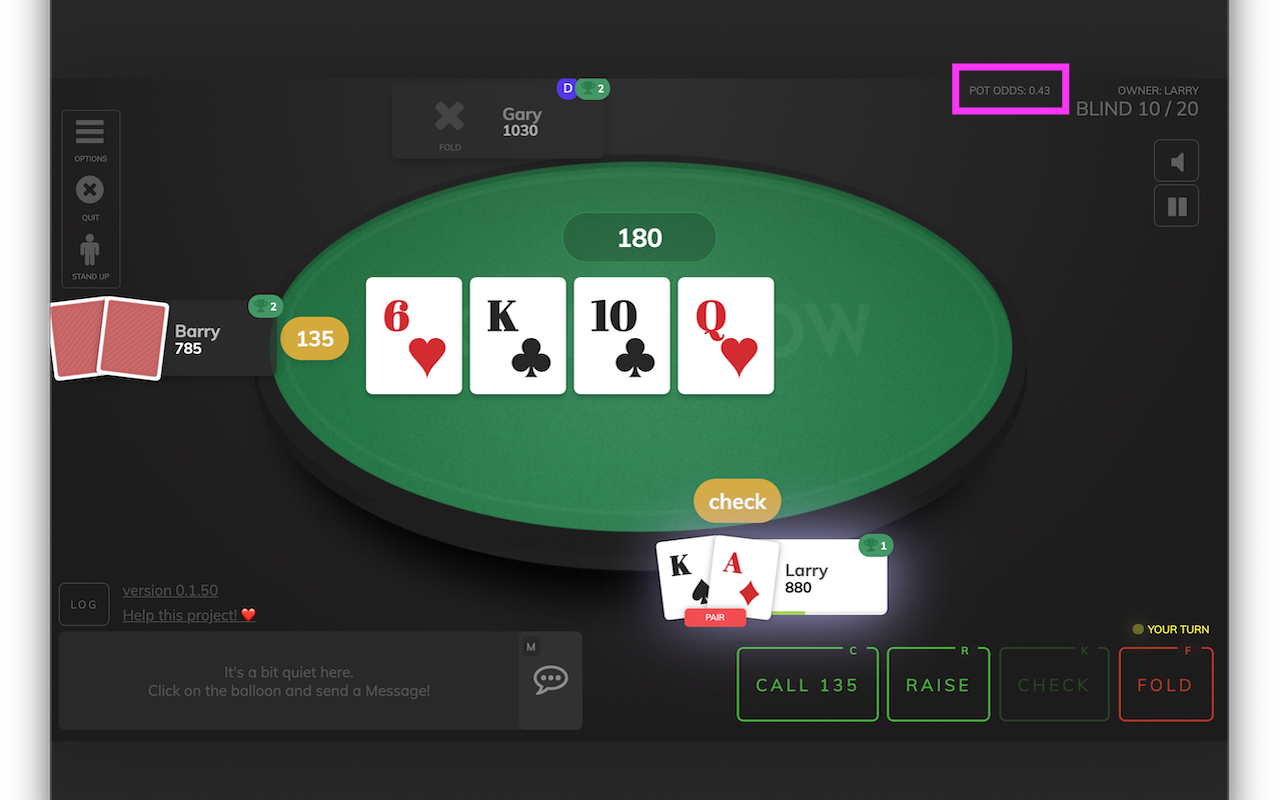 D
2
Gary
1030
FOLD
POT ODDS: 0.43
OWNER: LARRY
BLIND 10 / 20
OPTIONS
QUIT
STAND UP
180
2
Barry
785
135
6
K
10
Q
OW
check
K
A
PAIR
1
Larry
880
LOG
version 0.1.50
Help this project! ❤️
It's a bit quiet here.
Click on the balloon and send a Message!
M
YOUR TURN
C
CALL 135
R
RAISE
K
CHECK
F
FOLD